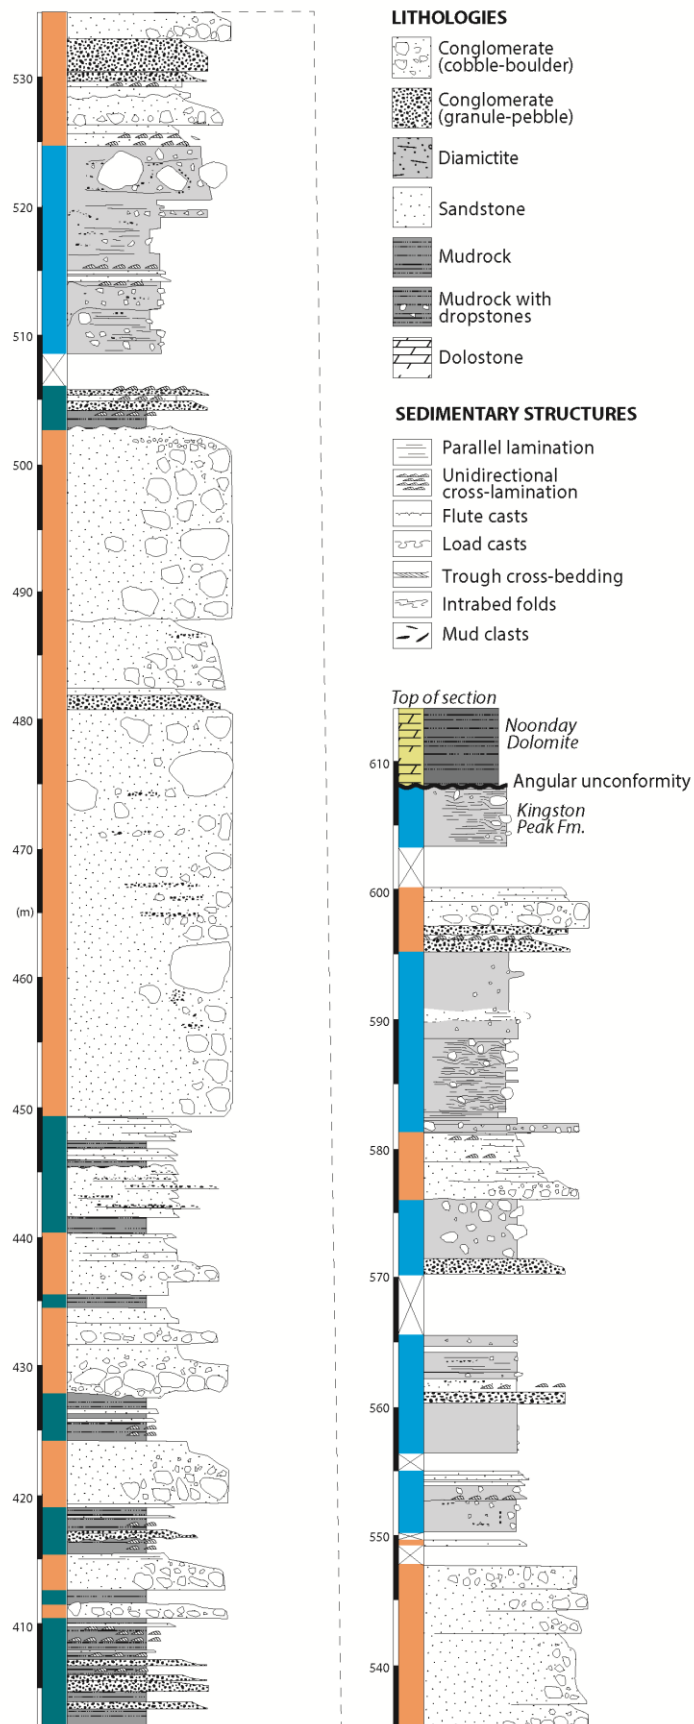 530
520
510
500
490
480
470
(m)
460
450
440
430
420
410
LITHOLOGIES
Conglomerate
(cobble-boulder)
Conglomerate
(granule-pebble)
Diamictite
Sandstone
Mudrock
Mudrock with
dropstones
Dolostone
SEDIMENTARY STRUCTURES
Parallel lamination
Unidirectional
cross-lamination
Flute casts
Load casts
Trough cross-bedding
Intrabed folds
Mud clasts
Top of section
Noonday
Dolomite
610
Angular unconformity
Kingston
Peak Fm.
600
590
580
570
560
550
540